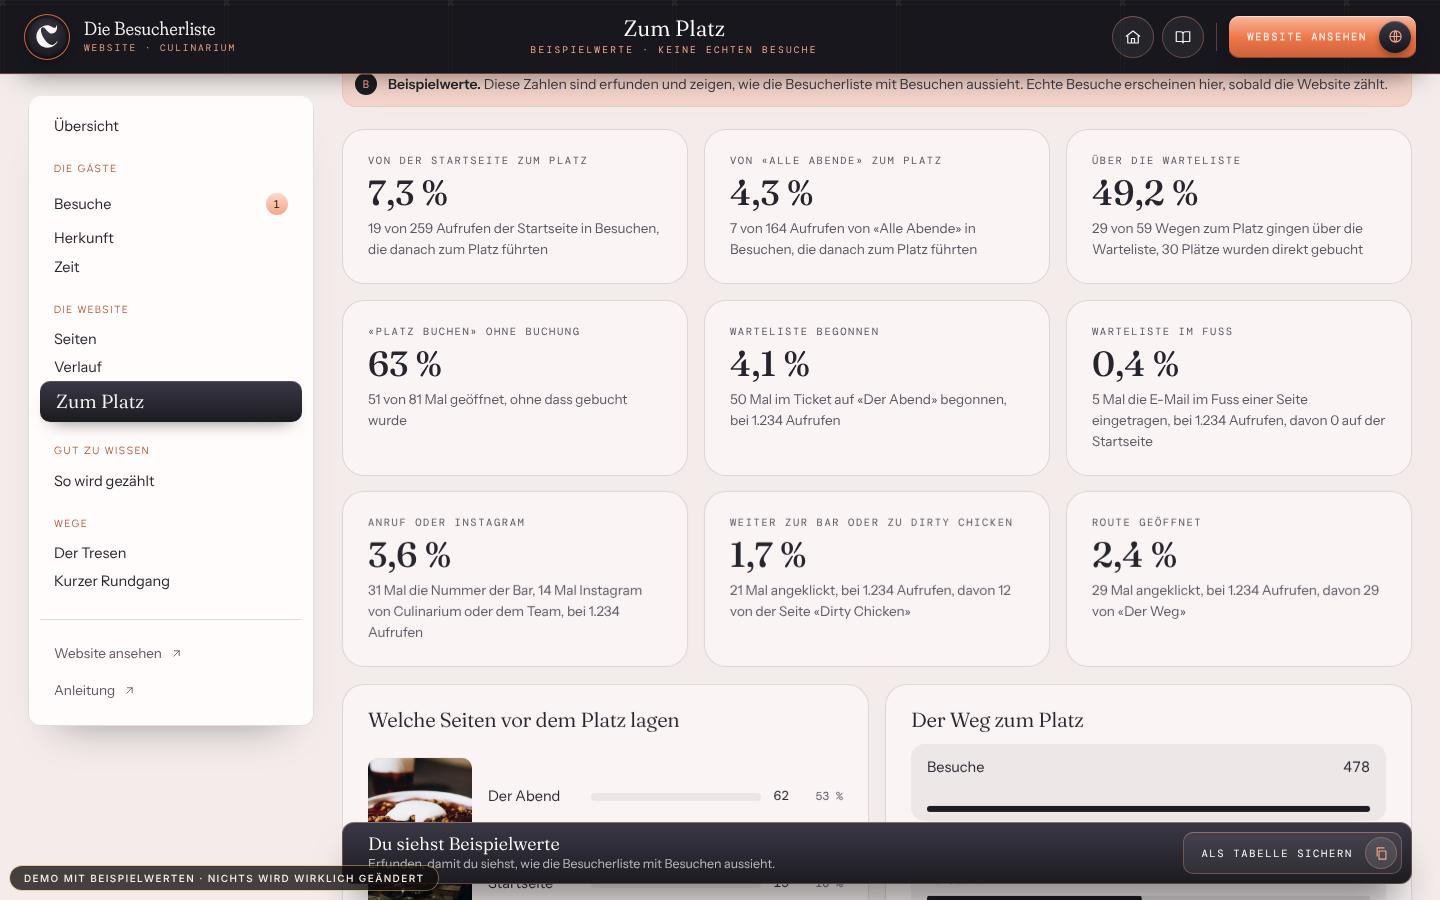 Die Besucherliste
WEBSITE · CULINARIUM
Zum Platz
BEISPIELWERTE · KEINE ECHTEN BESUCHE
WEBSITE ANSEHEN
Übersicht
DIE GÄSTE
Besuche
1
Herkunft
Zeit
DIE WEBSITE
Seiten
Verlauf
Zum Platz
GUT ZU WISSEN
So wird gezählt
WEGE
Der Tresen
Kurzer Rundgang
Website ansehen
Anleitung
B
Beispielwerte. Diese Zahlen sind erfunden und zeigen, wie die Besucherliste mit Besuchen aussieht. Echte Besuche erscheinen hier, sobald die Website zählt.
VON DER STARTSEITE ZUM PLATZ
7,3 %
19 von 259 Aufrufen der Startseite in Besuchen,
die danach zum Platz führten
VON «ALLE ABENDE» ZUM PLATZ
4,3 %
7 von 164 Aufrufen von «Alle Abende» in
Besuchen, die danach zum Platz führten
ÜBER DIE WARTELISTE
49,2 %
29 von 59 Wegen zum Platz gingen über die
Warteliste, 30 Plätze wurden direkt gebucht
«PLATZ BUCHEN» OHNE BUCHUNG
63 %
51 von 81 Mal geöffnet, ohne dass gebucht
wurde
WARTELISTE BEGONNEN
4,1 %
50 Mal im Ticket auf «Der Abend» begonnen,
bei 1.234 Aufrufen
WARTELISTE IM FUSS
0,4 %
5 Mal die E-Mail im Fuss einer Seite
eingetragen, bei 1.234 Aufrufen, davon 0 auf der
Startseite
ANRUF ODER INSTAGRAM
3,6 %
31 Mal die Nummer der Bar, 14 Mal Instagram
von Culinarium oder dem Team, bei 1.234
Aufrufen
WEITER ZUR BAR ODER ZU DIRTY CHICKEN
1,7 %
21 Mal angeklickt, bei 1.234 Aufrufen, davon 12
von der Seite «Dirty Chicken»
ROUTE GEÖFFNET
2,4 %
29 Mal angeklickt, bei 1.234 Aufrufen, davon 29
von «Der Weg»
Welche Seiten vor dem Platz lagen
Der Abend
62
53 %
Der Weg zum Platz
Besuche
478
Du siehst Beispielwerte
Erfunden, damit du siehst, wie die Besucherliste mit Besuchen aussieht.
ALS TABELLE SICHERN
DEMO MIT BEISPIELWERTEN · NICHTS WIRD WIRKLICH GEÄNDERT
Startseite